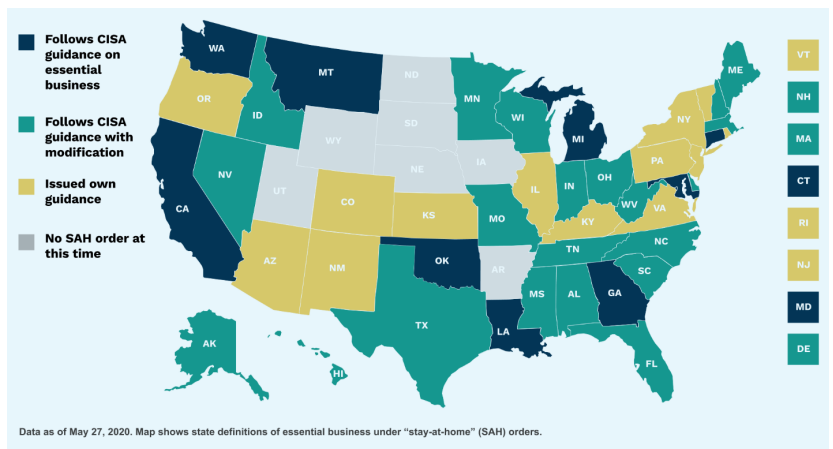 Follows CISA
guidance on
essential
business
Follows CISA
guidance with
modification
Issued own
guidance
No SAH order at
this time
WA
MT
ND
MN
ME
OR
ID
SD
WI
MI
NY
WY
NE
IA
PA
NV
UT
CO
KS
IL
IN
OH
WV
VA
CA
MO
KY
NC
AZ
NM
OK
AR
TN
SC
MS
AL
GA
TX
LA
FL
AK
HI
VT
NH
MA
CT
RI
NJ
MD
DE
Data as of May 27, 2020. Map shows state definitions of essential business under “stay-at-home” (SAH) orders.